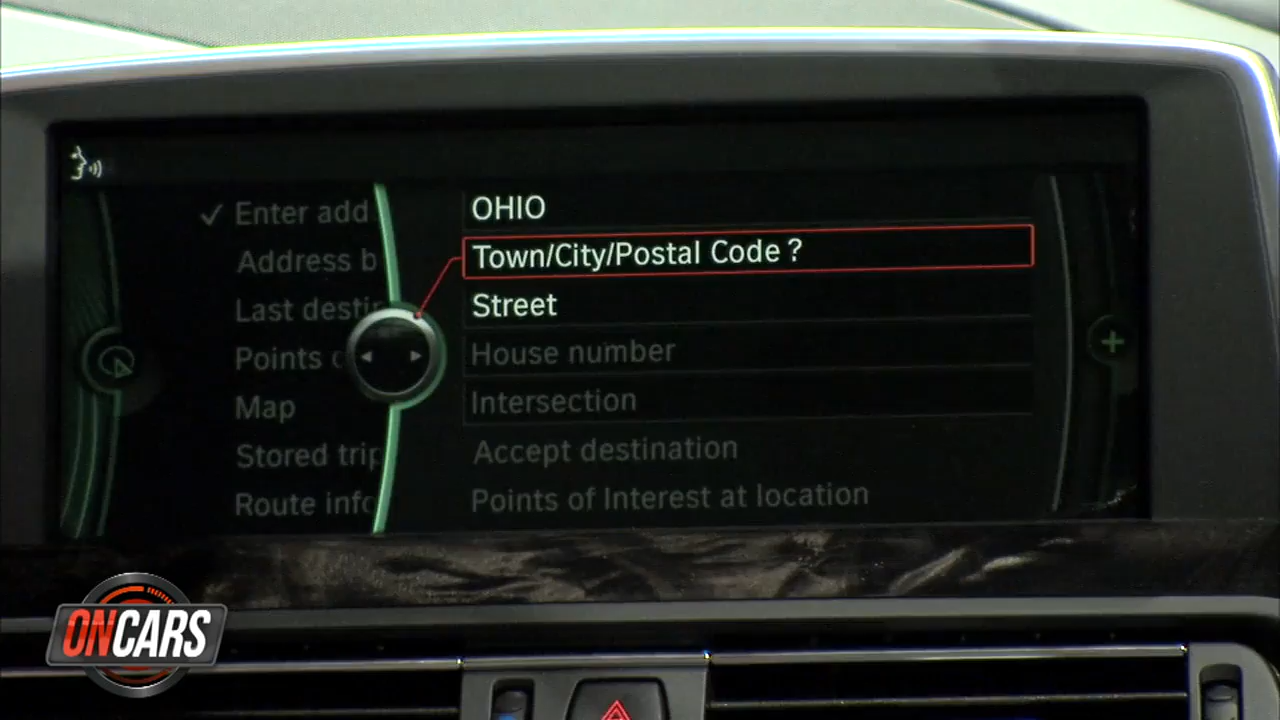 OHIO
Enter add
Town/City/Postal Code ?
Address b
Street
Last destin
House number
Points o
Intersection
Map
Accept destination
Stored trip
Points of Interest at location
Route info
ONCARS